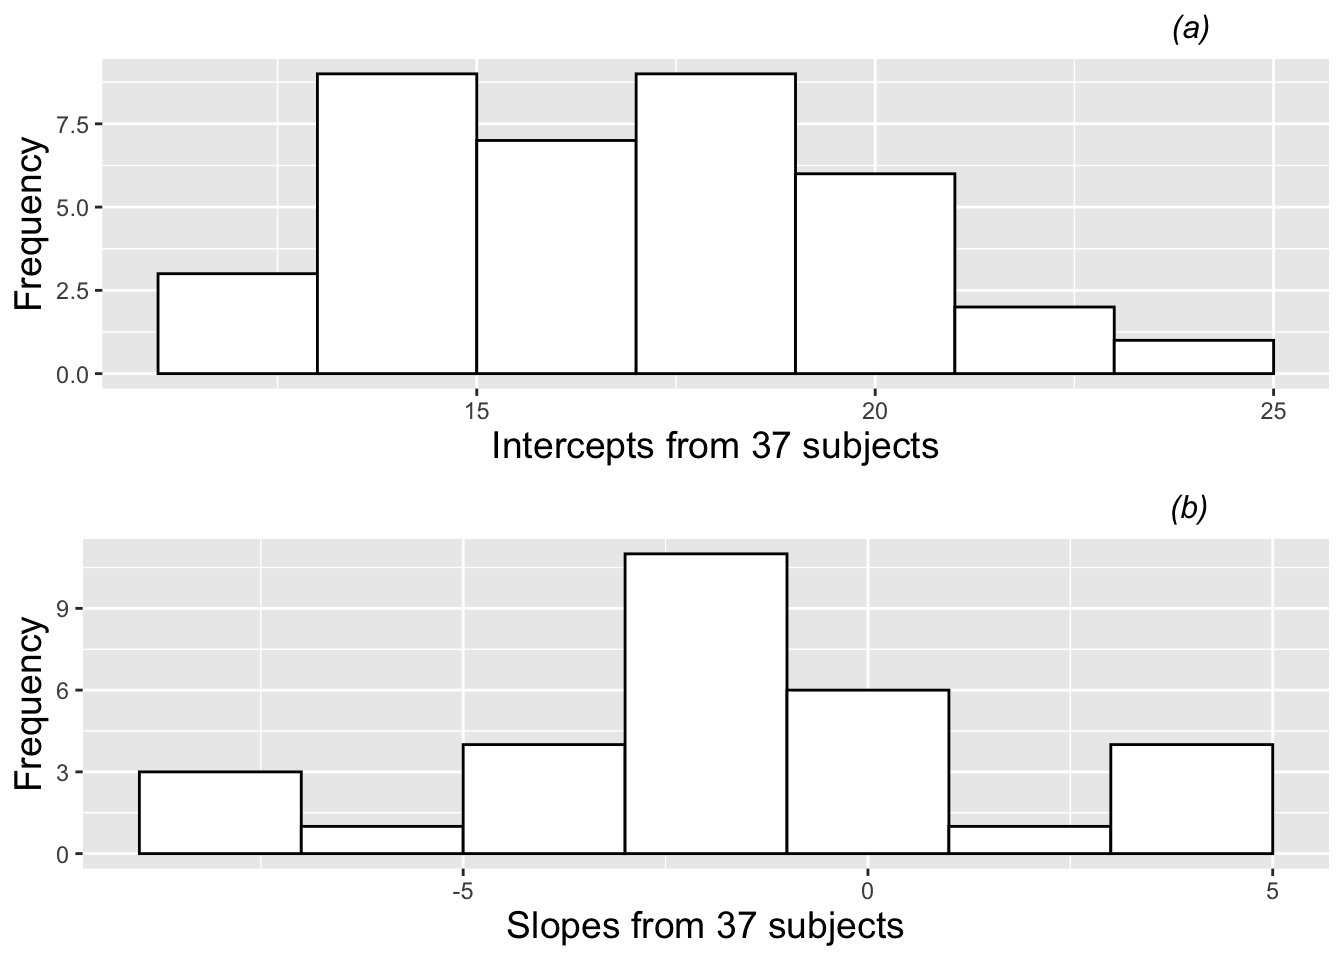 (a)
Frequency
7.5
5.0
2.5
0.0
15 20 25
Intercepts from 37 subjects
(b)
Frequency
9
6
3
0
-5 0 5
Slopes from 37 subjects